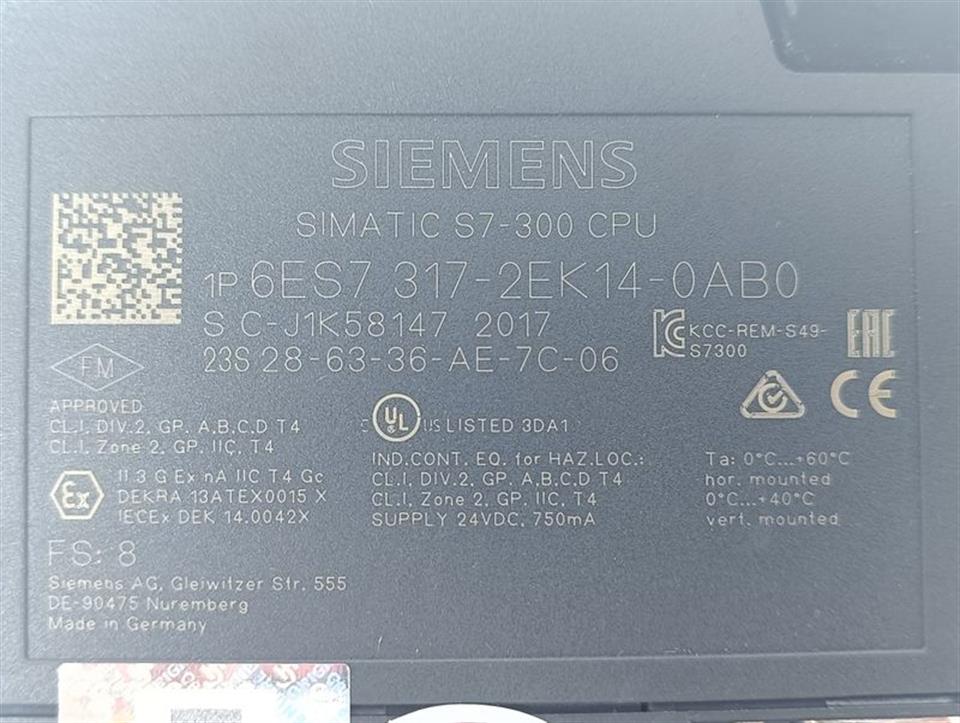 SIEMENS
SIMATIC S7-300 CPU
1P 6ES7 317-2EK14-0AB0
S C-J1K58147 2017
23S 28-63-36-AE-7C-06
KCC-REM-S49-
S7300
EAC
FM
APPROVED
CL.I, DIV.2, GP. A,B,C,D T4
CL.I, Zone 2, GP. IIC, T4
C UL US LISTED 3DA1
CE
Ex
II 3 G Ex nA IIC T4 Gc
DEKRA 13ATEX0015 X
IECEx DEK 14.0042X
IND.CONT. EQ. for HAZ.LOC.:
CL.I, DIV.2, GP. A,B,C,D T4
CL.I, Zone 2, GP. IIC, T4
SUPPLY 24VDC, 750mA
Ta: 0°C...+60°C
hor. mounted
0°C...+40°C
vert. mounted
FS: 8
Siemens AG, Gleiwitzer Str. 555
DE-90475 Nuremberg
Made in Germany